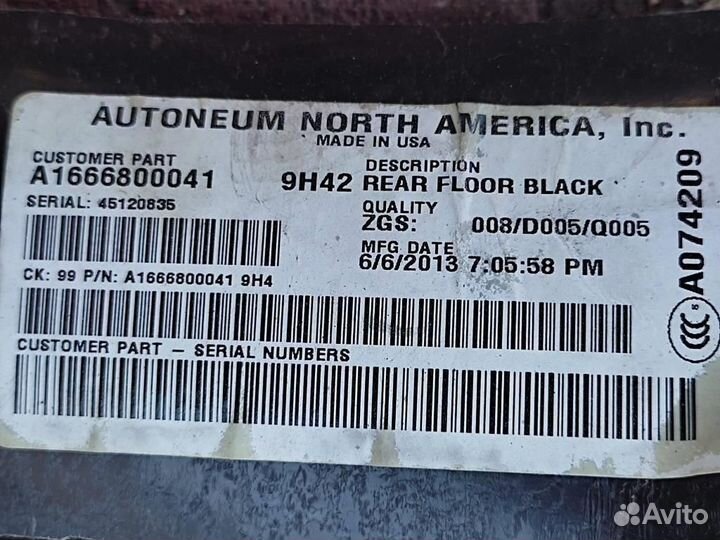 AUTONEUM NORTH AMERICA, Inc.
MADE IN USA
CUSTOMER PART
A1666800041
DESCRIPTION
9H42 REAR FLOOR BLACK
SERIAL: 45120835
QUALITY
ZGS: 008/D005/Q005
MFG DATE
6/6/2013 7:05:58 PM
CK: 99 P/N: A1666800041 9H4
CUSTOMER PART – SERIAL NUMBERS
CCC S
A074209
Avito